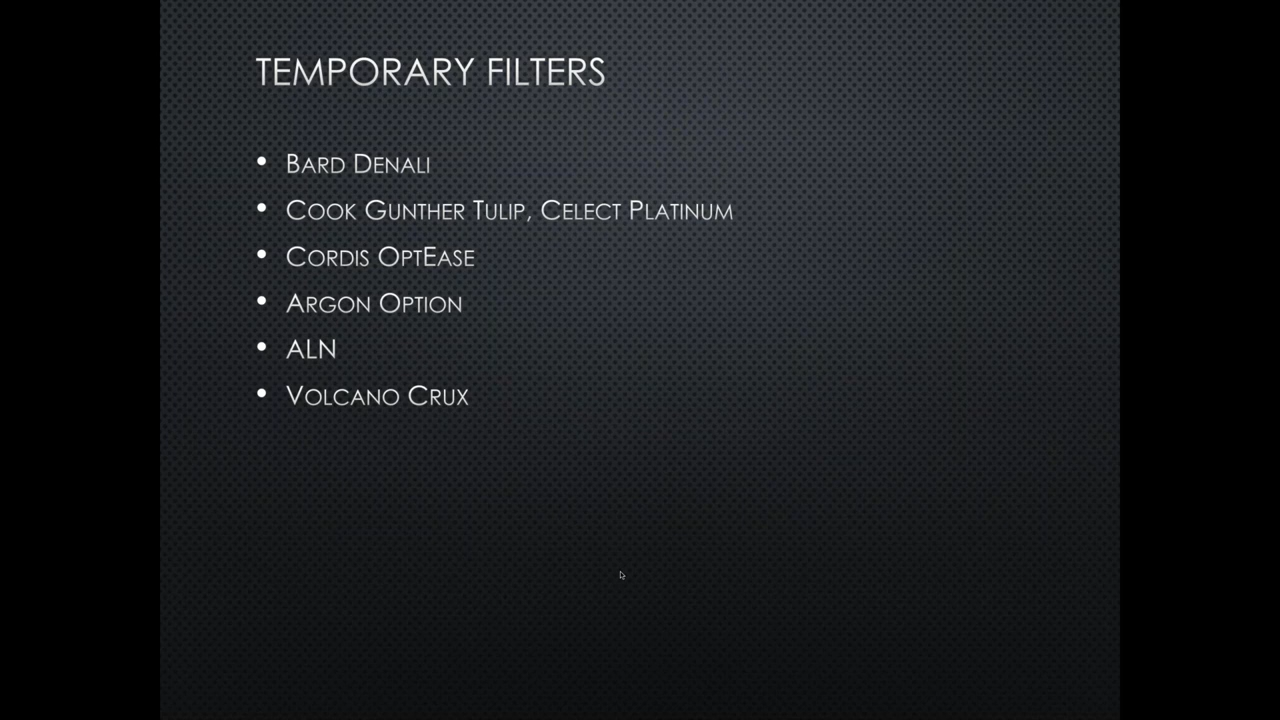 TEMPORARY FILTERS
• BARD DENALI
• COOK GUNTHER TULIP, CELECT PLATINUM
• CORDIS OPTEASE
• ARGON OPTION
• ALN
• VOLCANO CRUX